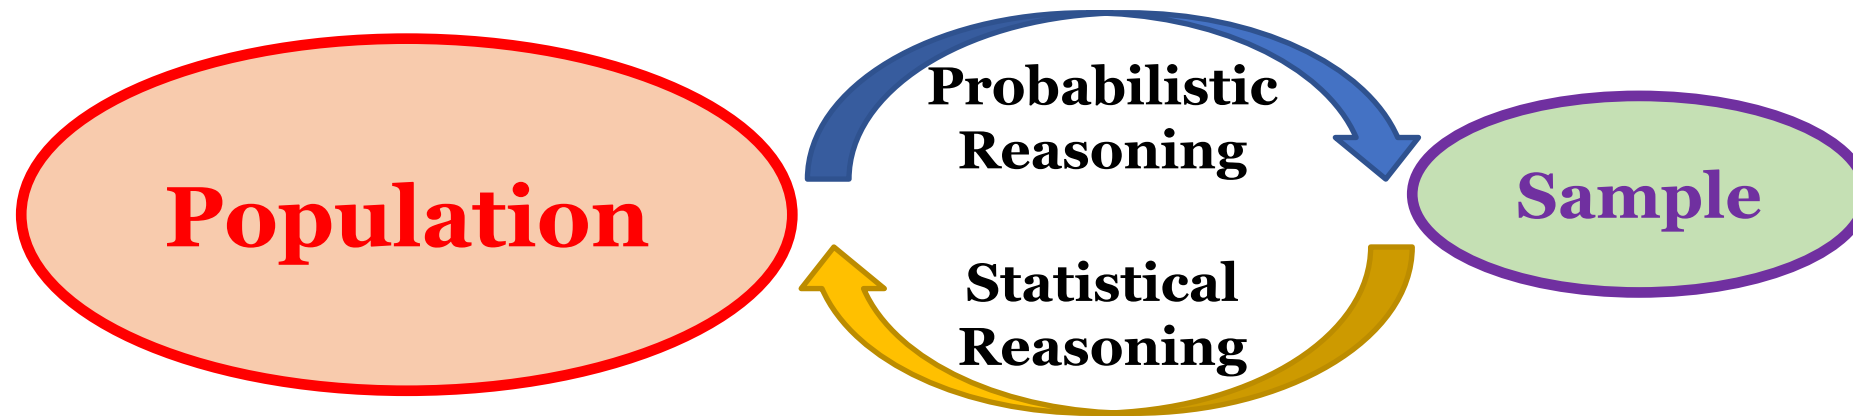 Population
Probabilistic
Reasoning
Sample
Statistical
Reasoning